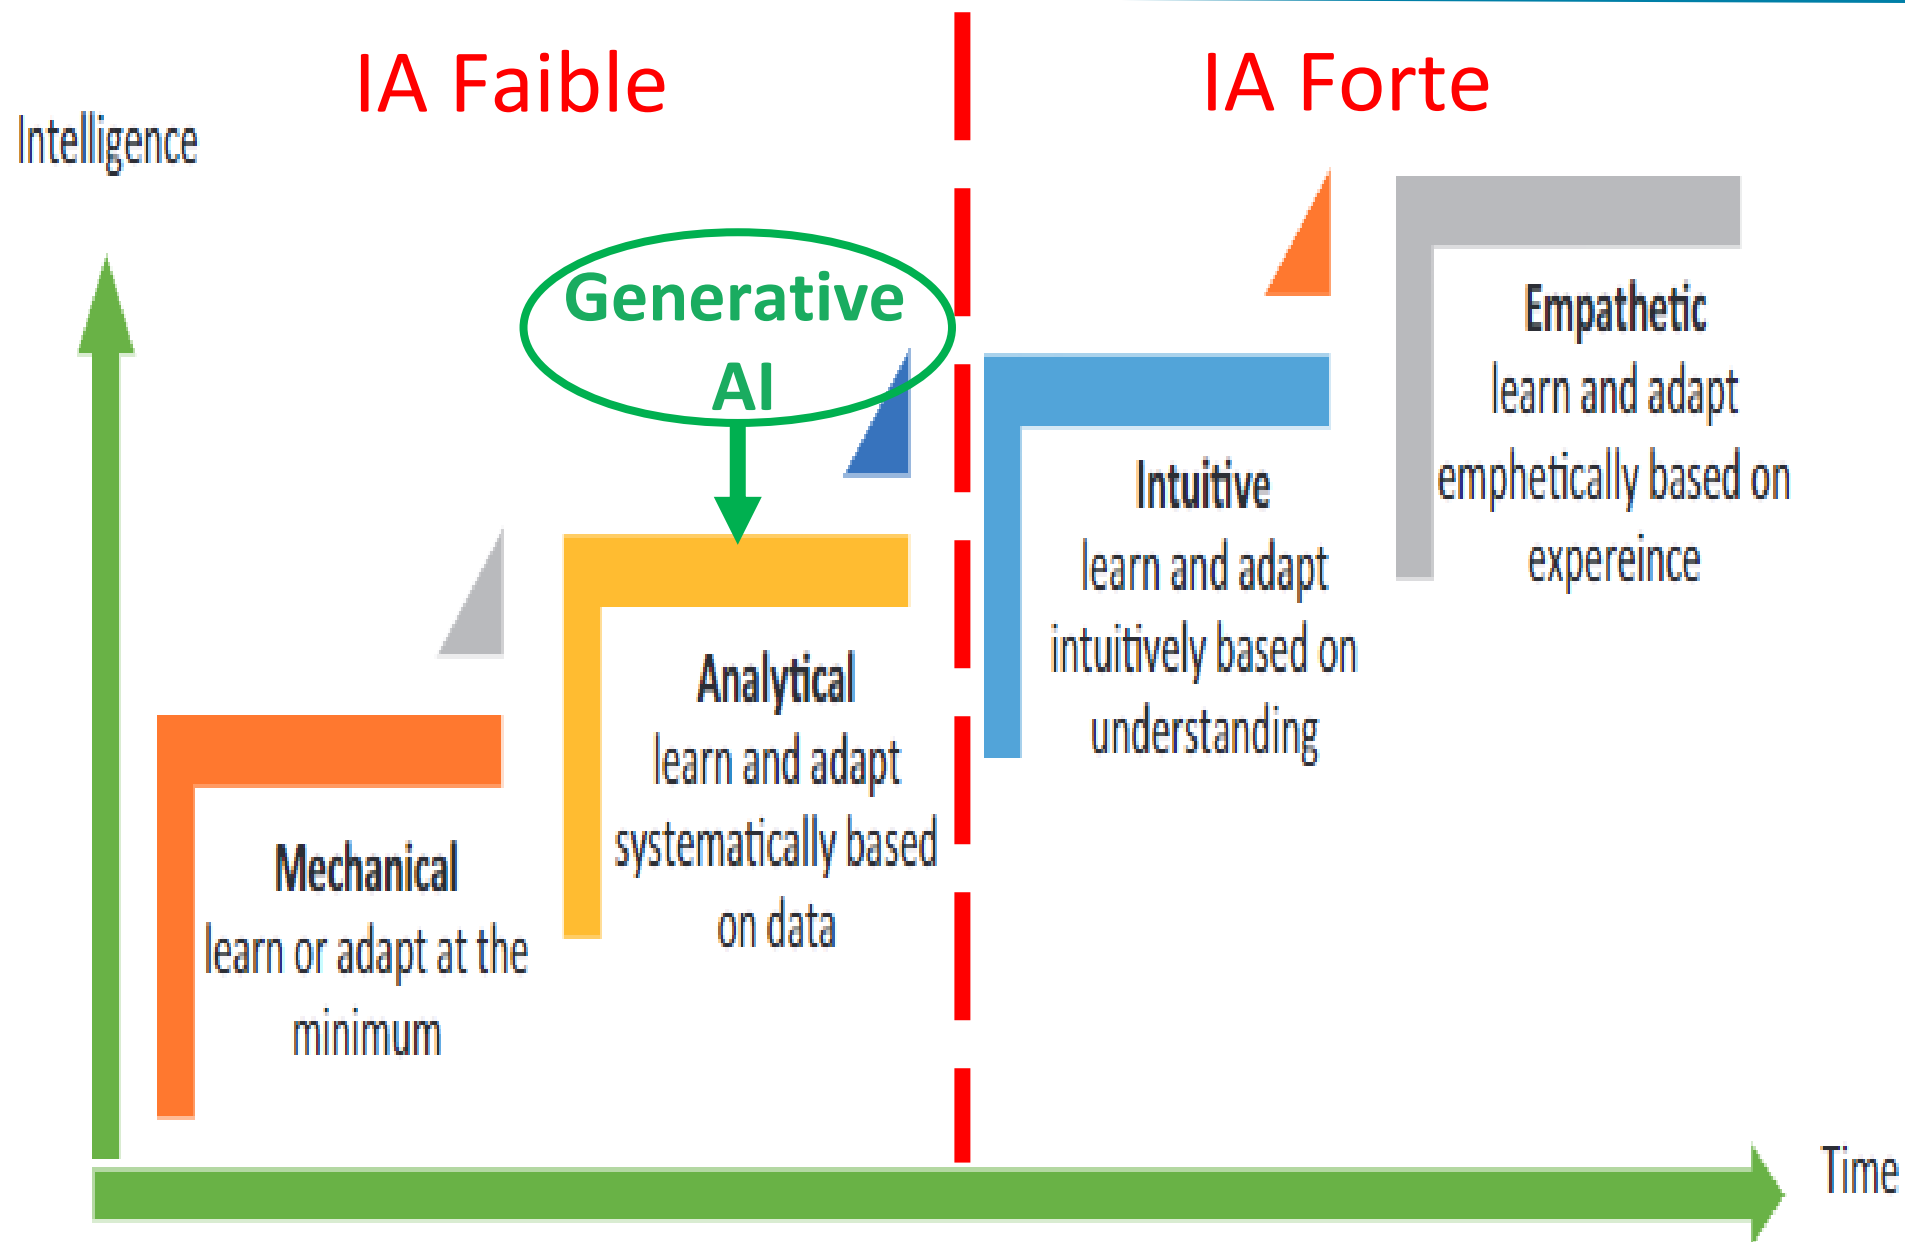 IA Faible
IA Forte
Intelligence
Generative
AI
Mechanical
learn or adapt at the
minimum
Analytical
learn and adapt
systematically based
on data
Intuitive
learn and adapt
intuitively based on
understanding
Empathetic
learn and adapt
emphetically based on
expereince
Time